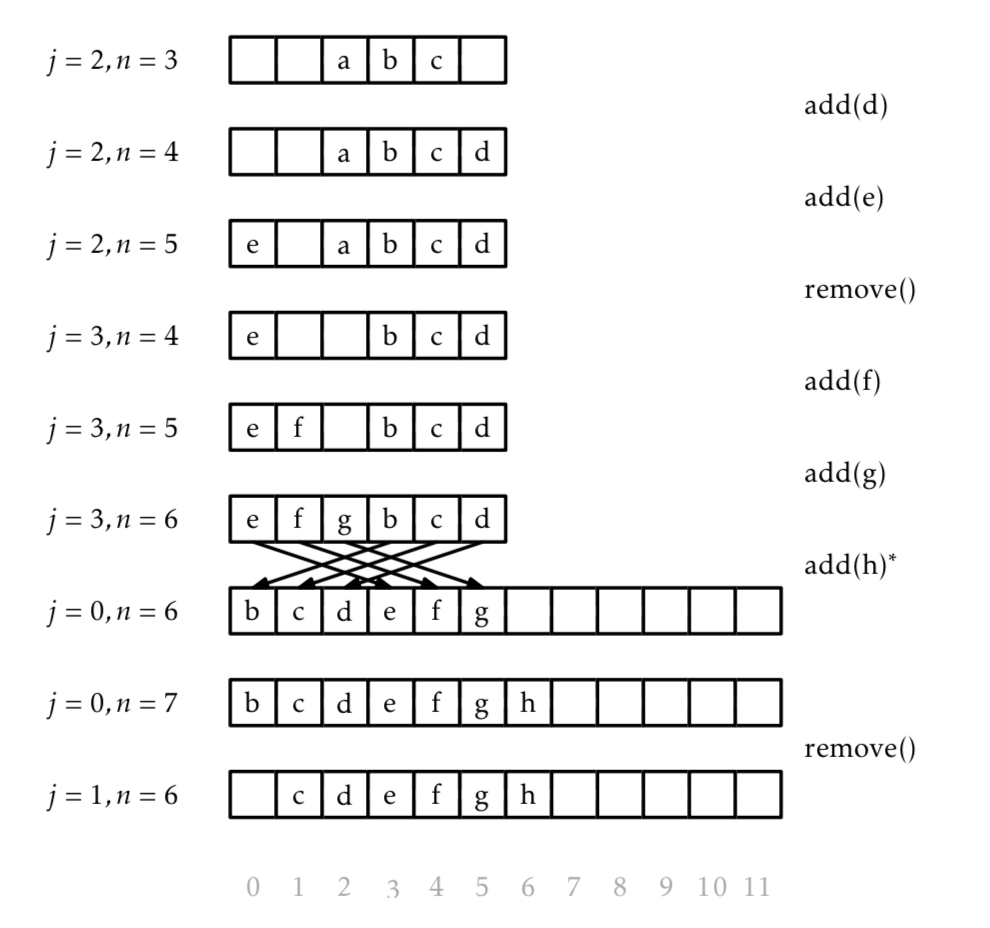 j = 2, n = 3 a b c
add(d)
j = 2, n = 4 a b c d
add(e)
j = 2, n = 5 e a b c d
remove()
j = 3, n = 4 e b c d
add(f)
j = 3, n = 5 e f b c d
add(g)
j = 3, n = 6 e f g b c d
add(h)*
j = 0, n = 6 b c d e f g
j = 0, n = 7 b c d e f g h
remove()
j = 1, n = 6 c d e f g h
0 1 2 3 4 5 6 7 8 9 10 11